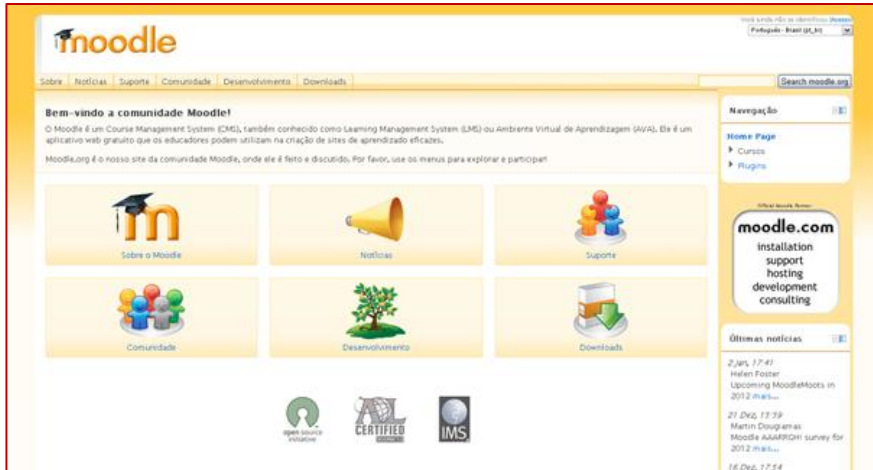 moodle
Você ainda não se identificou
Português - Brasil (pt_br)
Sobre Notícias Suporte Comunidade Desenvolvimento Downloads
Search moodle.org
Bem-vindo a comunidade Moodle!
O Moodle é um Course Management System (CMS), também conhecido como Learning Management System (LMS) ou Ambiente Virtual de Aprendizagem (AVA). Ele é um
aplicativo web gratuito que os educadores podem utilizar na criação de sites de aprendizado eficazes.
Moodle.org é o nosso site da comunidade Moodle, onde ele é feito e discutido. Por favor, use os menus para explorar e participar!
m
Sobre o Moodle
Notícias
Suporte
Comunidade
Desenvolvimento
Downloads
open source
initiative
CERTIFIED
IMS
Navegação
Home Page
Cursos
Plugins
Official Moodle Partner
moodle.com
installation
support
hosting
development
consulting
Últimas notícias
2 Jan, 17:41
Helen Foster
Upcoming MoodleMoots in
2012 mais...
21 Dez, 15:59
Martin Dougiamas
Moodle AAARRGH! survey for
2012 mais...
16 Dez, 17:54